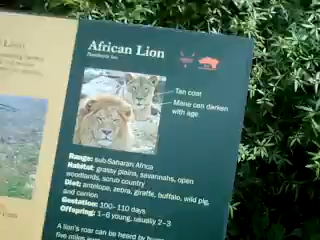 African Lion
Panthera leo
Tan coat
Mane can darken
with age
Range: sub-Saharan Africa
Habitat: grassy plains, savannahs, open
woodlands, scrub country
Diet: antelope, zebra, giraffe, buffalo, wild pig,
and carrion
Gestation: 100–110 days
Offspring: 1–6 young, usually 2–3
A lion's roar can be heard by
five miles